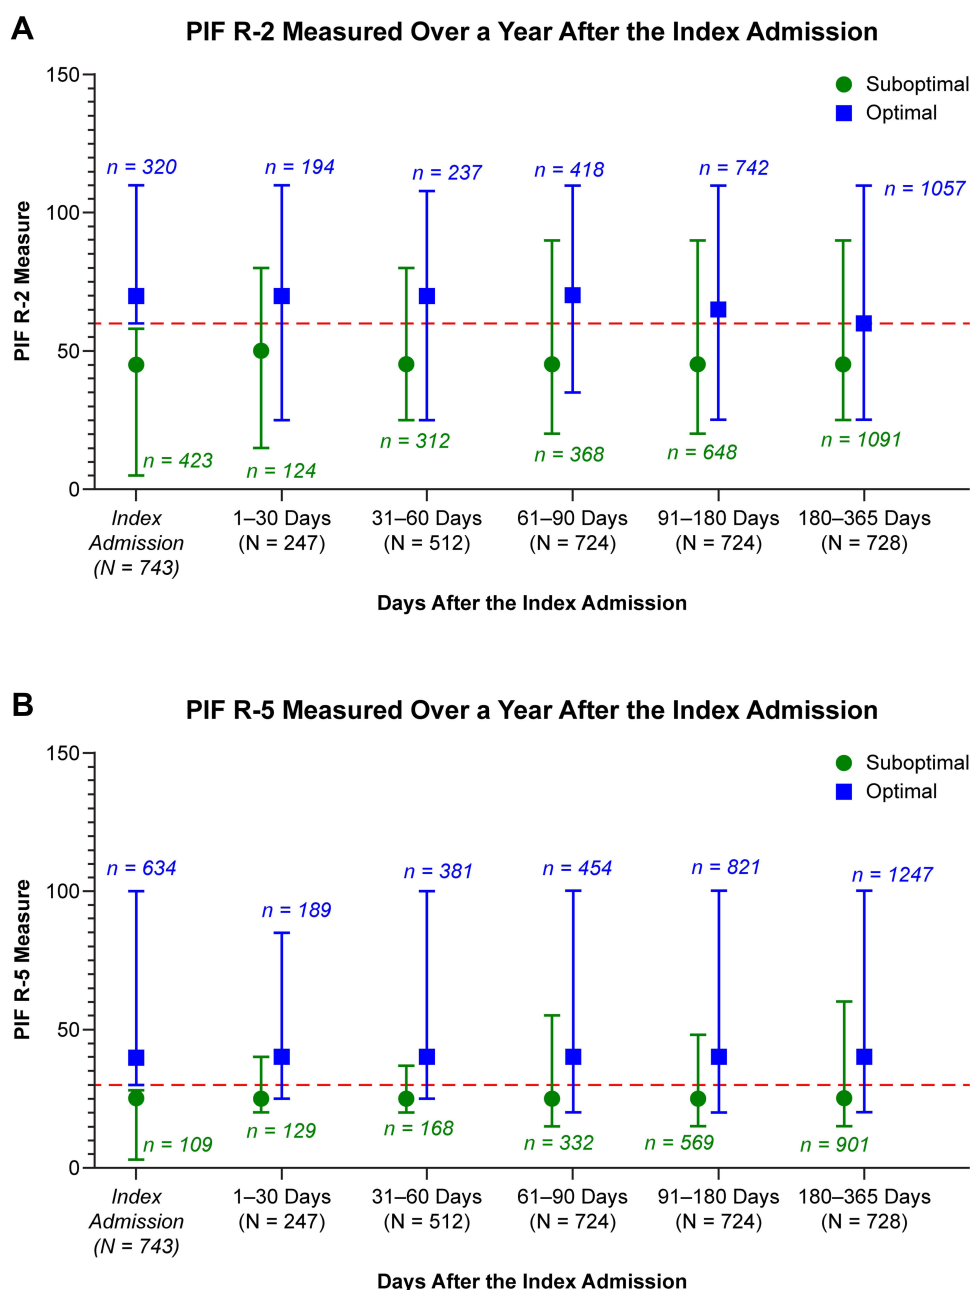 A
PIF R-2 Measured Over a Year After the Index Admission
Suboptimal
Optimal
PIF R-2 Measure
150
100
50
0
n = 320
n = 194
n = 237
n = 418
n = 742
n = 1057
n = 423
n = 124
n = 312
n = 368
n = 648
n = 1091
Index
Admission
(N = 743)
1–30 Days
(N = 247)
31–60 Days
(N = 512)
61–90 Days
(N = 724)
91–180 Days
(N = 724)
180–365 Days
(N = 728)
Days After the Index Admission
B
PIF R-5 Measured Over a Year After the Index Admission
Suboptimal
Optimal
PIF R-5 Measure
150
100
50
0
n = 634
n = 189
n = 381
n = 454
n = 821
n = 1247
n = 109
n = 129
n = 168
n = 332
n = 569
n = 901
Index
Admission
(N = 743)
1–30 Days
(N = 247)
31–60 Days
(N = 512)
61–90 Days
(N = 724)
91–180 Days
(N = 724)
180–365 Days
(N = 728)
Days After the Index Admission